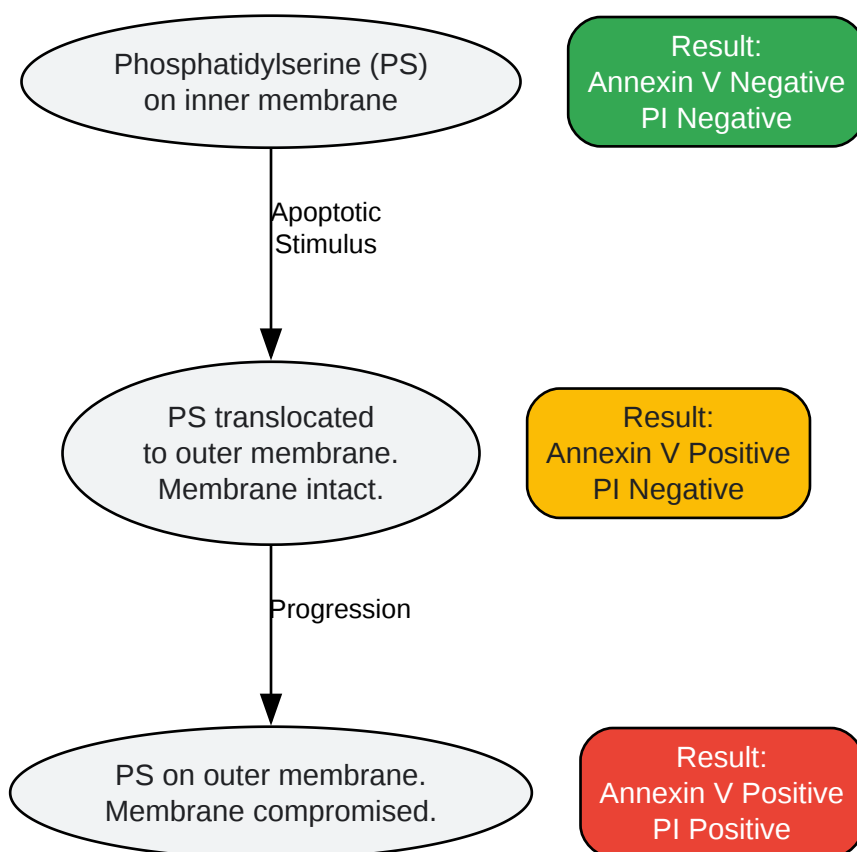 Phosphatidylserine (PS)
on inner membrane
Result:
Annexin V Negative
PI Negative
Apoptotic
Stimulus
PS translocated
to outer membrane.
Membrane intact.
Result:
Annexin V Positive
PI Negative
Progression
PS on outer membrane.
Membrane compromised.
Result:
Annexin V Positive
PI Positive